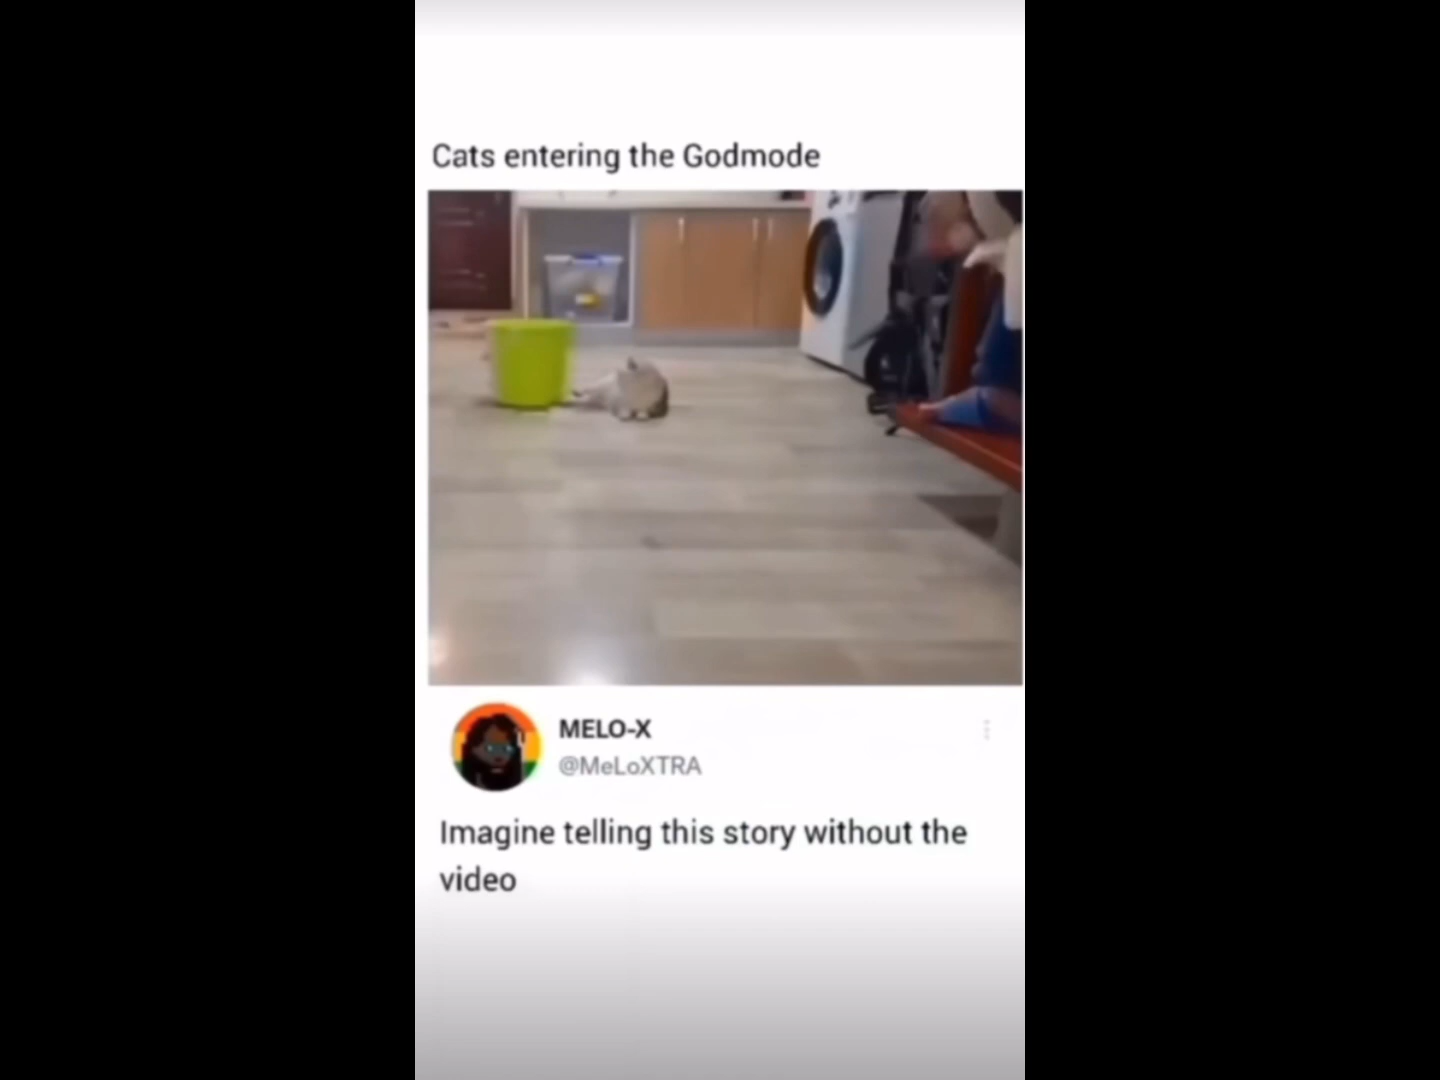 Cats entering the Godmode
MELO-X
@MeLoXTRA
Imagine telling this story without the
video